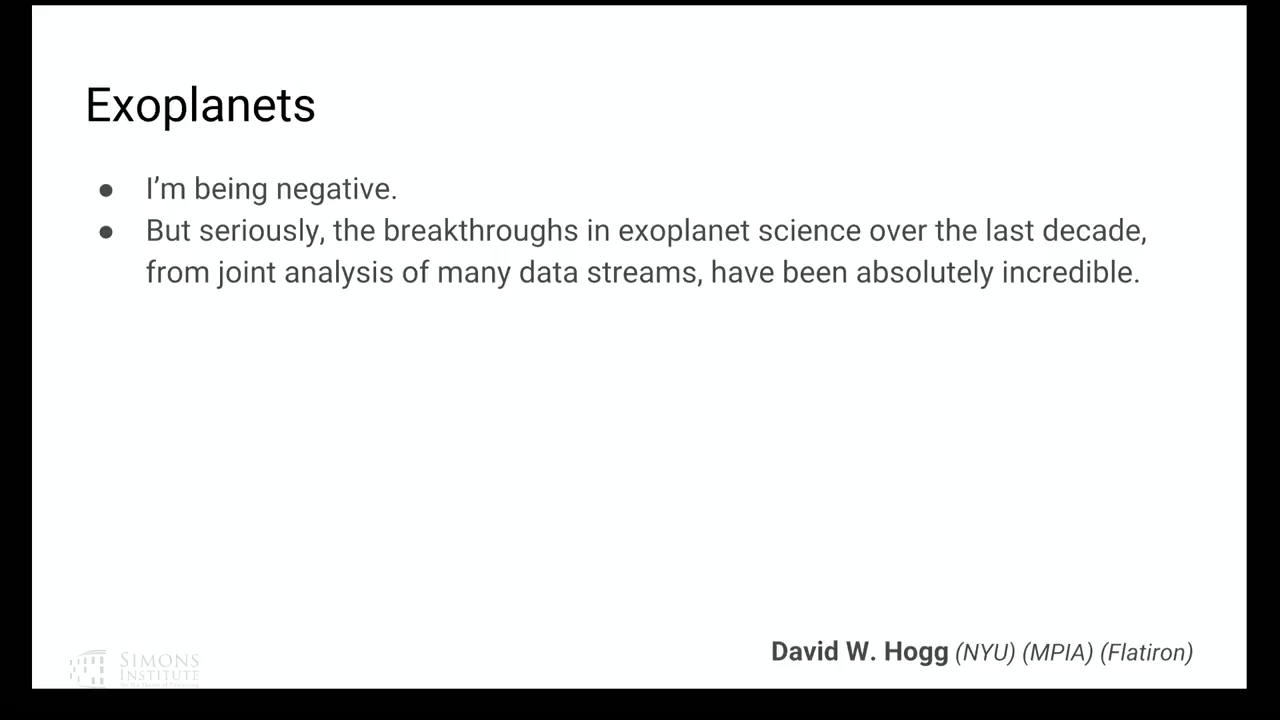 Exoplanets
● I’m being negative.
● But seriously, the breakthroughs in exoplanet science over the last decade,
from joint analysis of many data streams, have been absolutely incredible.
David W. Hogg (NYU) (MPIA) (Flatiron)
SIMONS
INSTITUTE